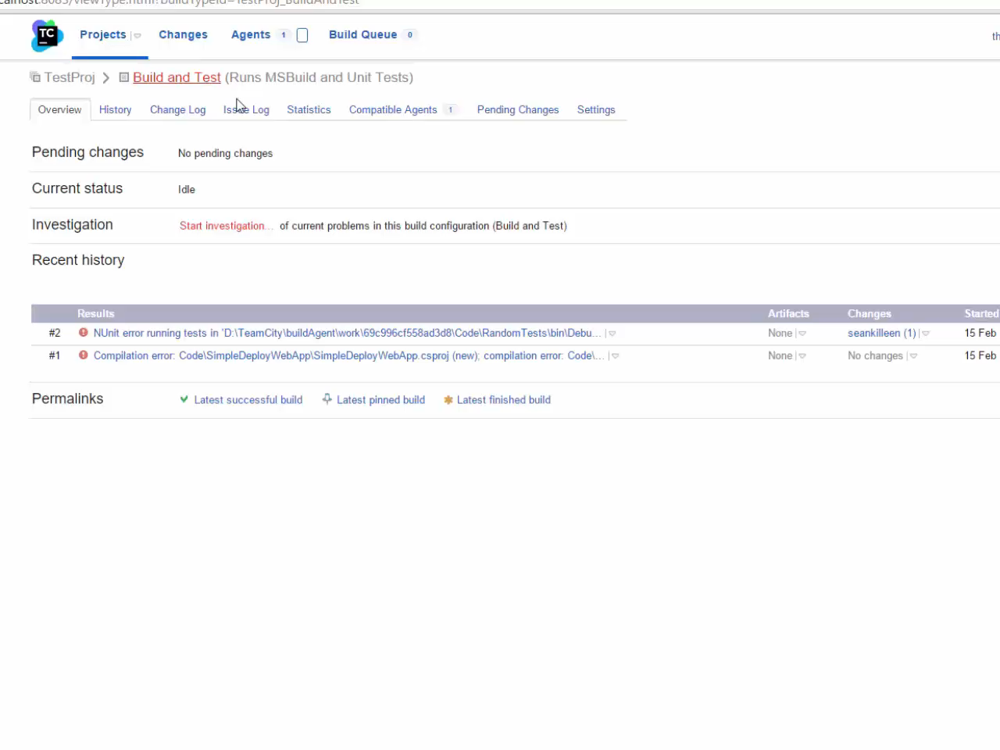 calhost:8085/viewType.html?buildTypeId=TestProj_BuildAndTest
TC Projects Changes Agents 1 Build Queue 0 th
TestProj Build and Test (Runs MSBuild and Unit Tests)
Overview History Change Log Issue Log Statistics Compatible Agents 1 Pending Changes Settings
Pending changes No pending changes
Current status Idle
Investigation Start investigation... of current problems in this build configuration (Build and Test)
Recent history
Results Artifacts Changes Started
#2 NUnit error running tests in 'D:\TeamCity\buildAgent\work\69c996cf558ad3d8\Code\RandomTests\bin\Debu... None seankilleen (1) 15 Feb
#1 Compilation error: Code\SimpleDeployWebApp\SimpleDeployWebApp.csproj (new); compilation error: Code\... None No changes 15 Feb
Permalinks Latest successful build Latest pinned build Latest finished build